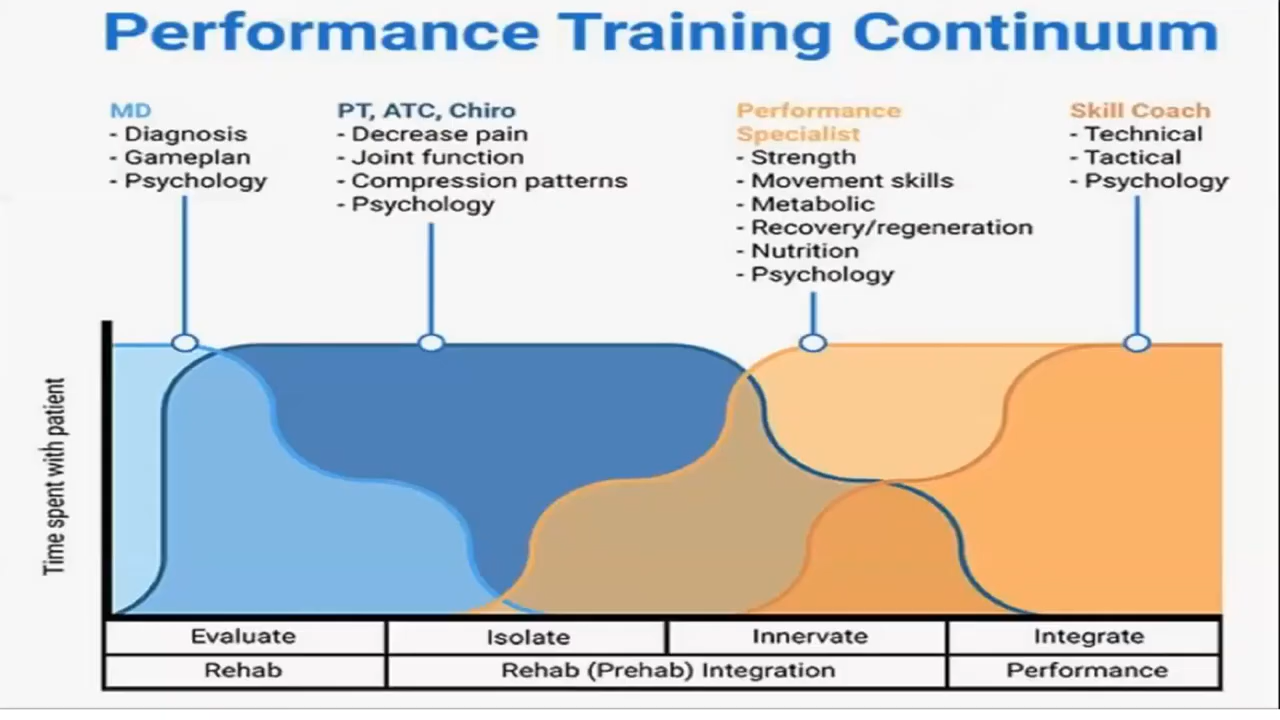 Performance Training Continuum
MD
- Diagnosis
- Gameplan
- Psychology
PT, ATC, Chiro
- Decrease pain
- Joint function
- Compression patterns
- Psychology
Performance
Specialist
- Strength
- Movement skills
- Metabolic
- Recovery/regeneration
- Nutrition
- Psychology
Skill Coach
- Technical
- Tactical
- Psychology
Time spent with patient
Evaluate
Isolate
Innervate
Integrate
Rehab
Rehab (Prehab) Integration
Performance